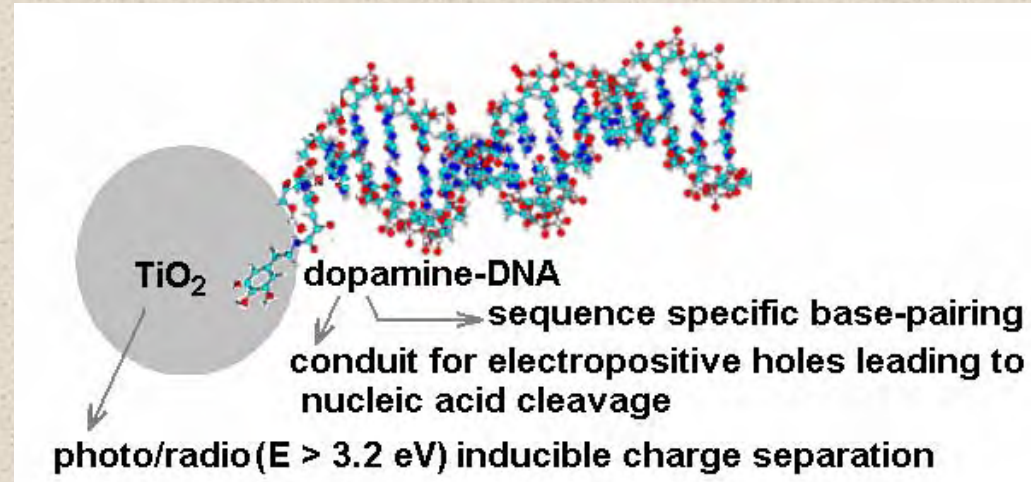 TiO₂ dopamine-DNA
sequence specific base-pairing
conduit for electropositive holes leading to
nucleic acid cleavage
photo/radio (E > 3.2 eV) inducible charge separation